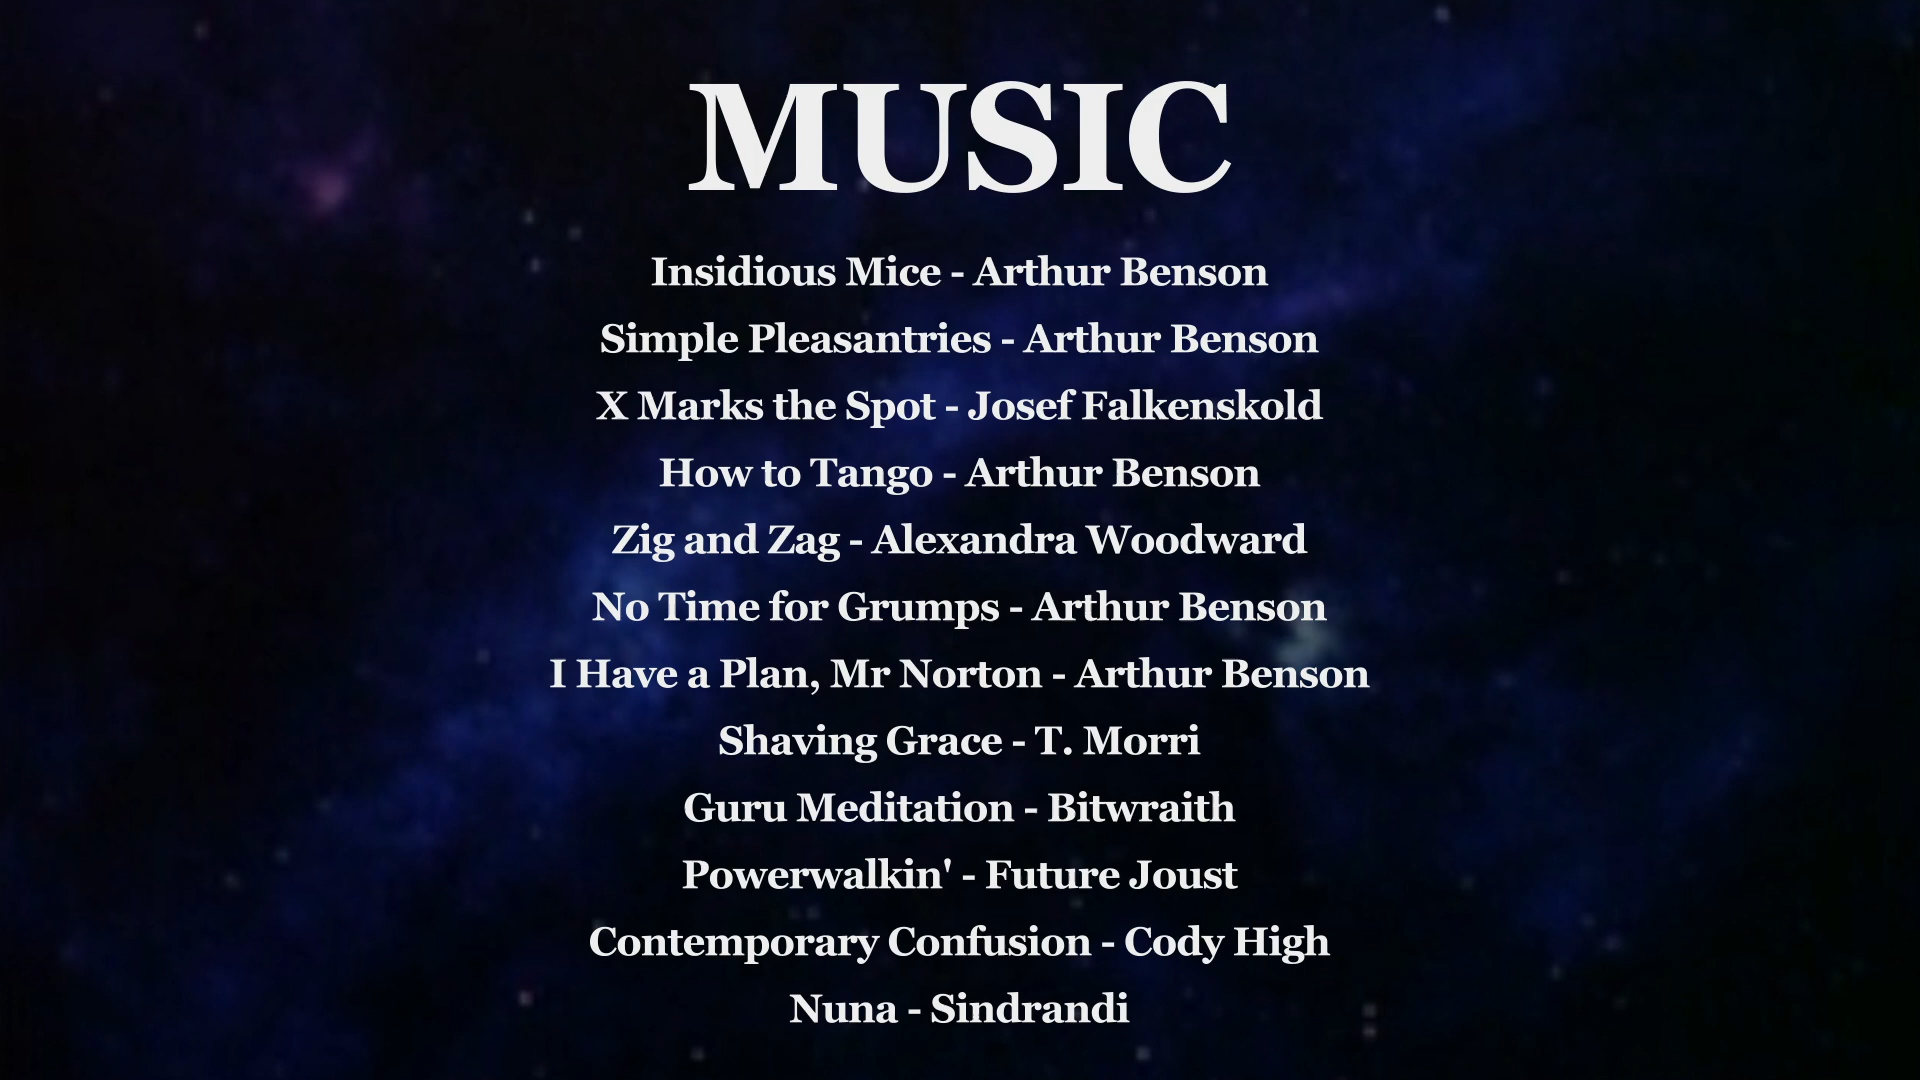 MUSIC
Insidious Mice - Arthur Benson
Simple Pleasantries - Arthur Benson
X Marks the Spot - Josef Falkenskold
How to Tango - Arthur Benson
Zig and Zag - Alexandra Woodward
No Time for Grumps - Arthur Benson
I Have a Plan, Mr Norton - Arthur Benson
Shaving Grace - T. Morri
Guru Meditation - Bitwraith
Powerwalkin' - Future Joust
Contemporary Confusion - Cody High
Nuna - Sindrandi